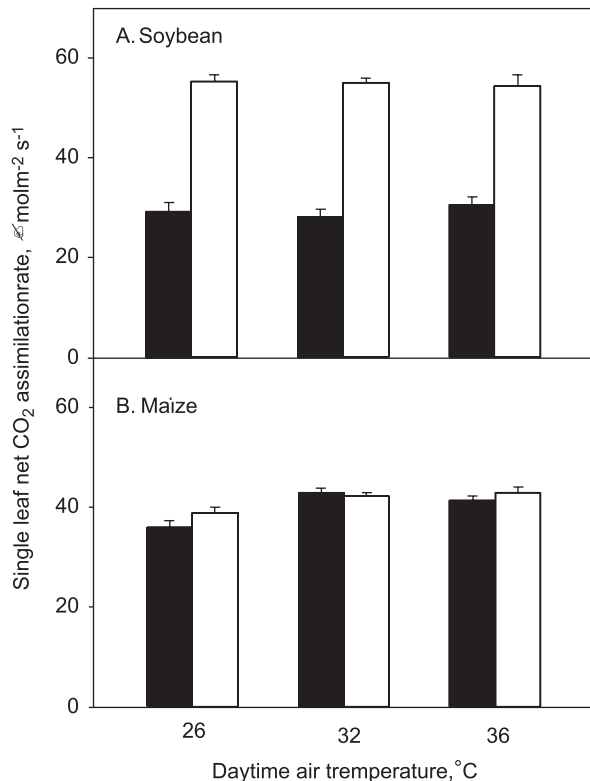 A. Soybean
60
40
20
0
B. Maïze
60
40
20
0
26 32 36
Daytime air tremperature,°C
Single leaf net CO2 assimilationrate, molm-2 s-1